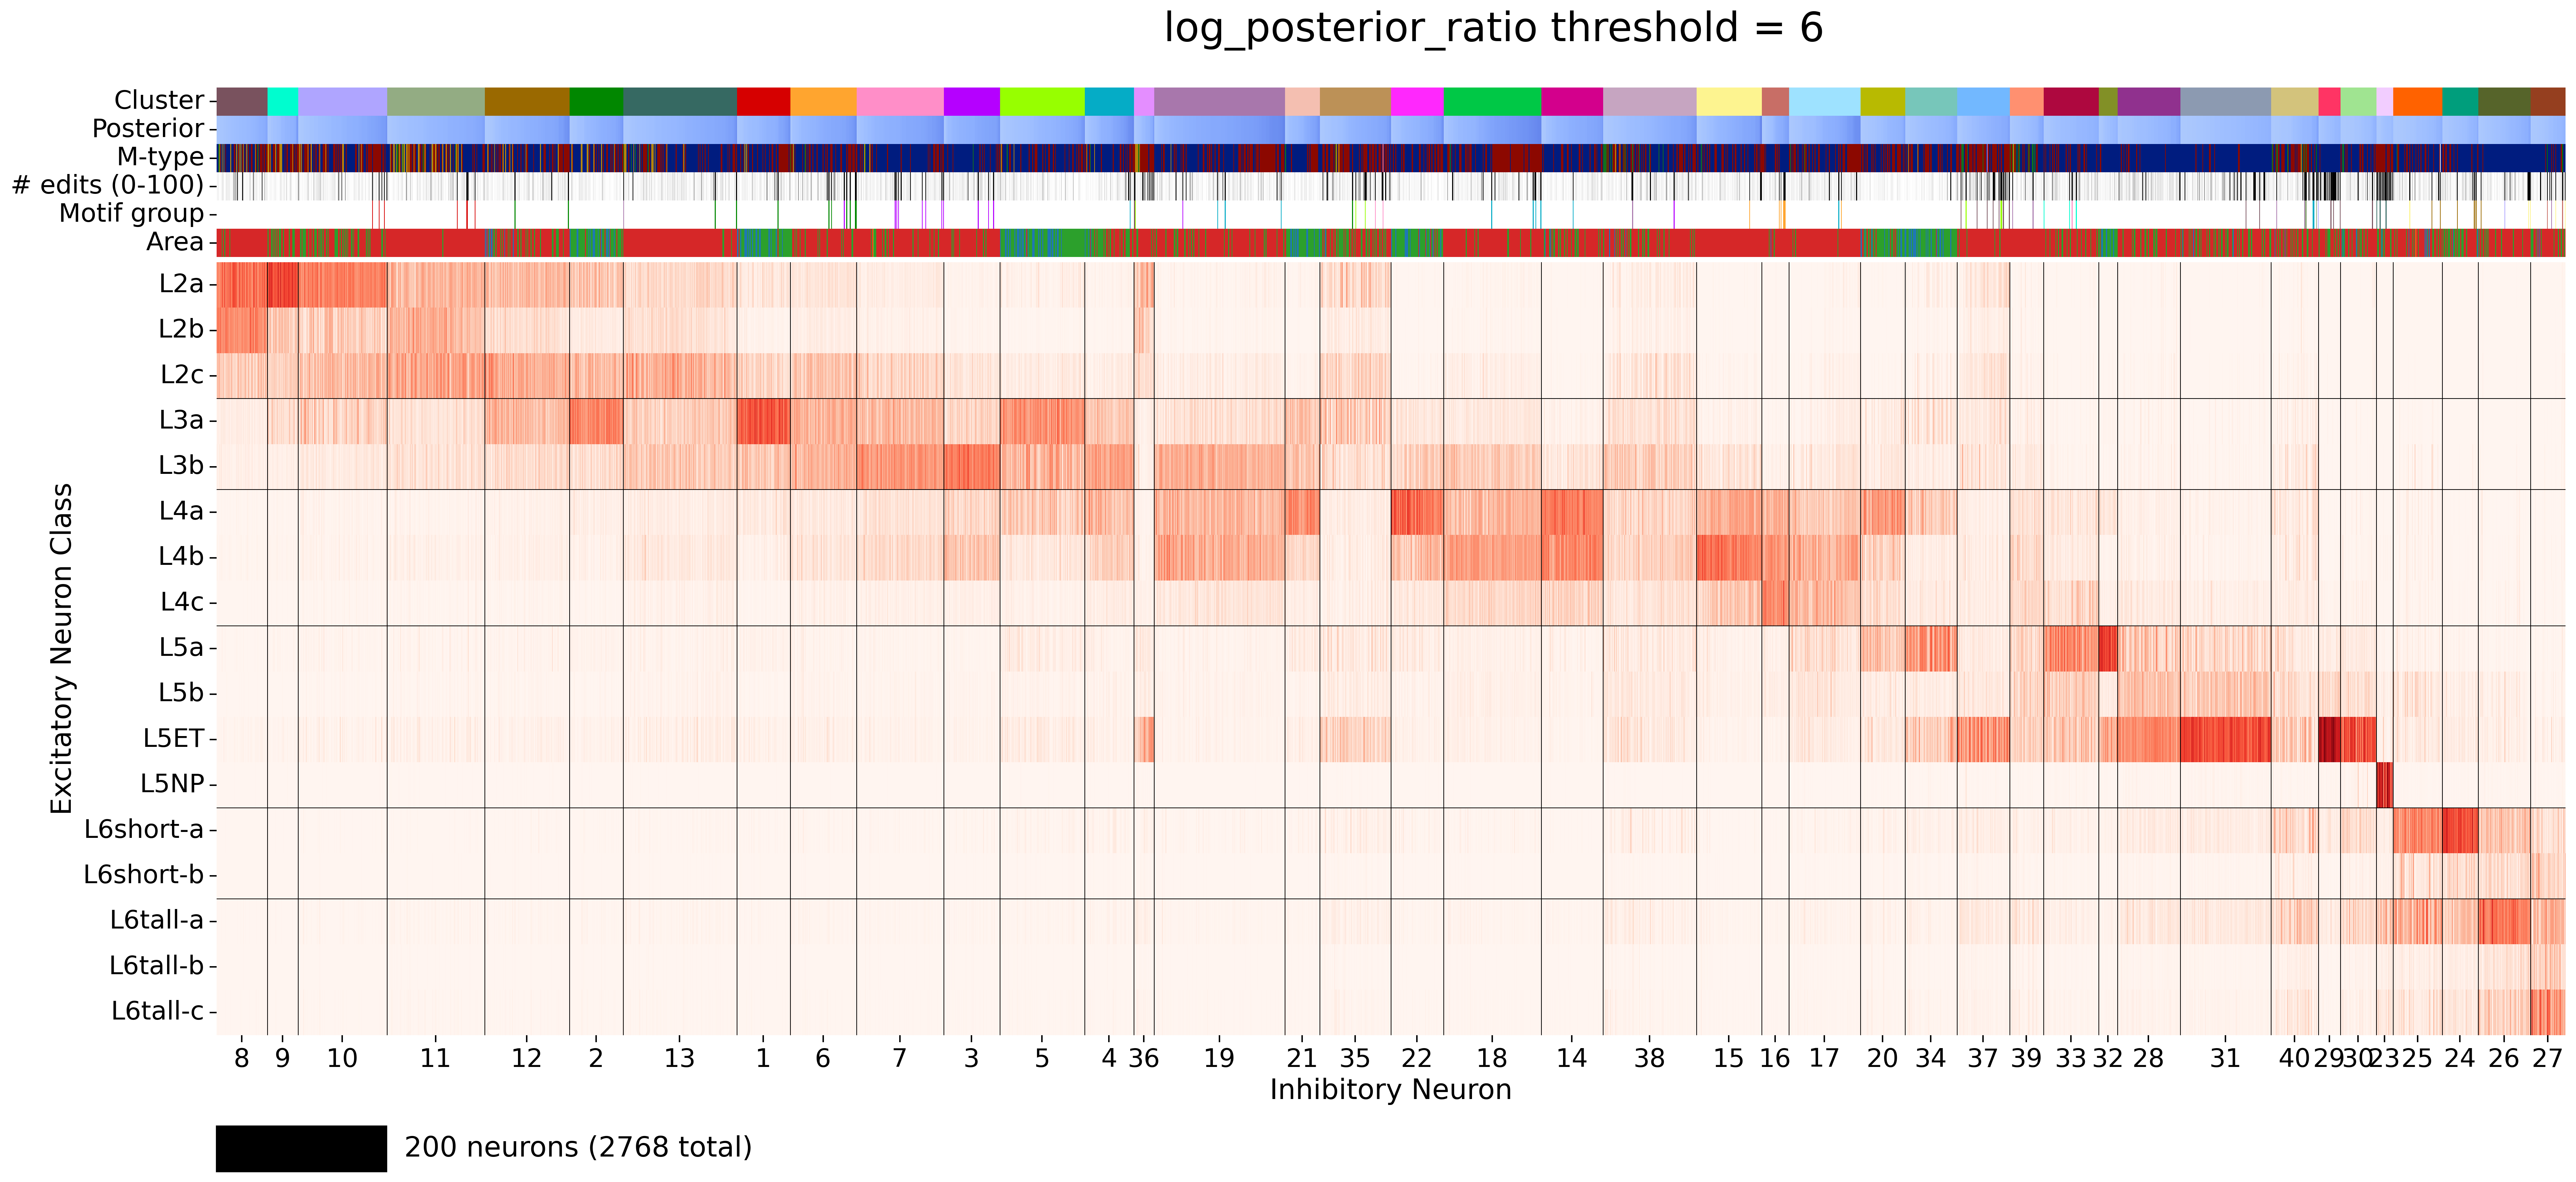 log_posterior_ratio threshold = 6
Cluster
Posterior
M-type
# edits (0-100)
Motif group
Area
L2a
L2b
L2c
L3a
L3b
L4a
L4b
L4c
L5a
L5b
L5ET
L5NP
L6short-a
L6short-b
L6tall-a
L6tall-b
L6tall-c
Excitatory Neuron Class
8 9 10 11 12 2 13 1 6 7 3 5 4 36 19 21 35 22 18 14 38 15 16 17 20 34 37 39 33 32 28 31 40 29 30 23 25 24 26 27
Inhibitory Neuron
200 neurons (2768 total)